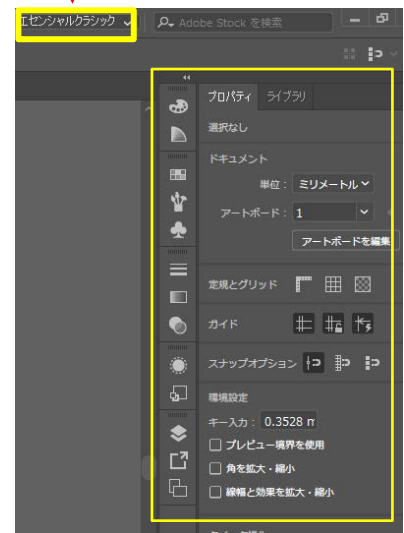 エセンシャルクラシック
Adobe Stock を検索
プロパティ ライブラリ
選択なし
ドキュメント
単位： ミリメートル
アートボード： 1
アートボードを編集
定規とグリッド
ガイド
スナップオプション
環境設定
キー入力： 0.3528 m
プレビュー境界を使用
角を拡大・縮小
線幅と効果を拡大・縮小